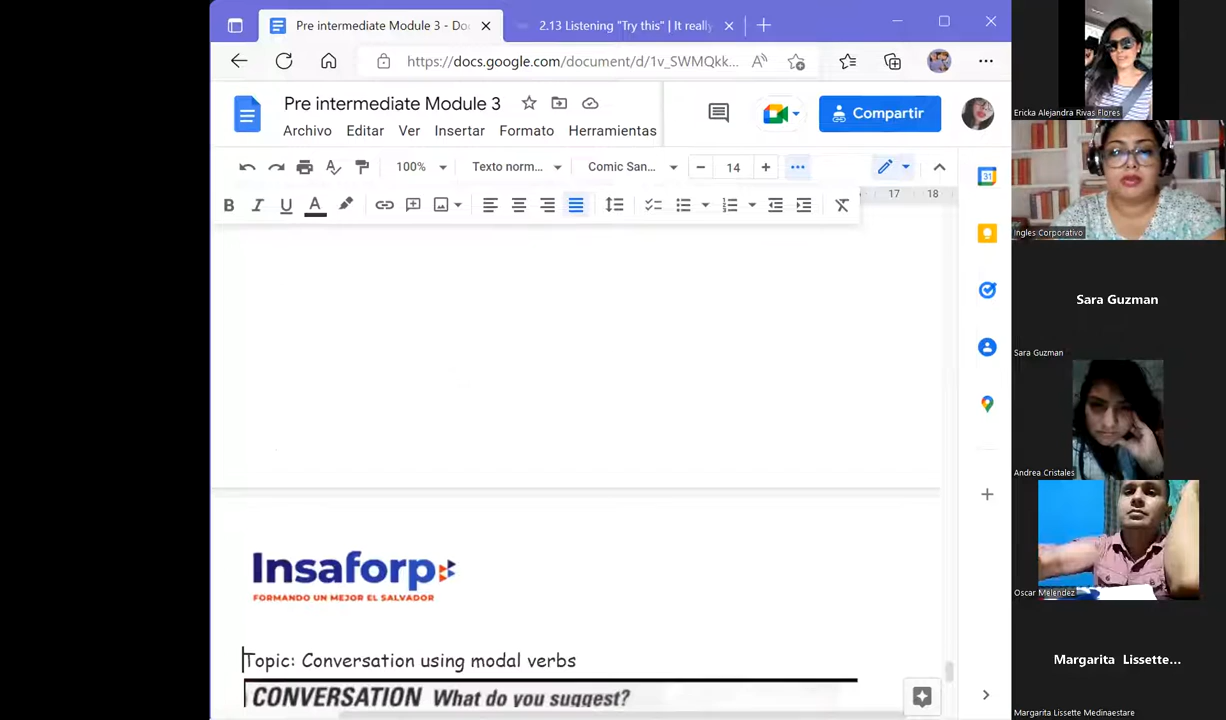 Pre intermediate Module 3 - Doc
2.13 Listening "Try this" | It really
https://docs.google.com/document/d/1v_SWMQkk...
Pre intermediate Module 3
Archivo Editar Ver Insertar Formato Herramientas
Compartir
100% Texto norm... Comic San... 14
17 18
Insaforp
FORMANDO UN MEJOR EL SALVADOR
Topic: Conversation using modal verbs
CONVERSATION What do you suggest?
31
Ericka Alejandra Rivas Flores
Ingles Corporativo
Sara Guzman
Sara Guzman
Andrea Cristales
Oscar Melendez
Margarita Lissette...
Margarita Lissette Medinaestare